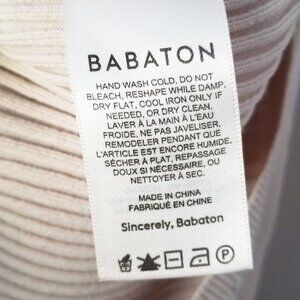 BABATON
HAND WASH COLD, DO NOT
BLEACH, RESHAPE WHILE DAMP,
DRY FLAT, COOL IRON ONLY IF
NEEDED, OR DRY CLEAN.
LAVER À LA MAIN À L'EAU
FROIDE, NE PAS JAVELISER,
REMODELER PENDANT QUE
L'ARTICLE EST ENCORE HUMIDE,
SÉCHER À PLAT, REPASSAGE
DOUX SI NÉCESSAIRE, OU
NETTOYER À SEC.
MADE IN CHINA
FABRIQUÉ EN CHINE
Sincerely, Babaton
P